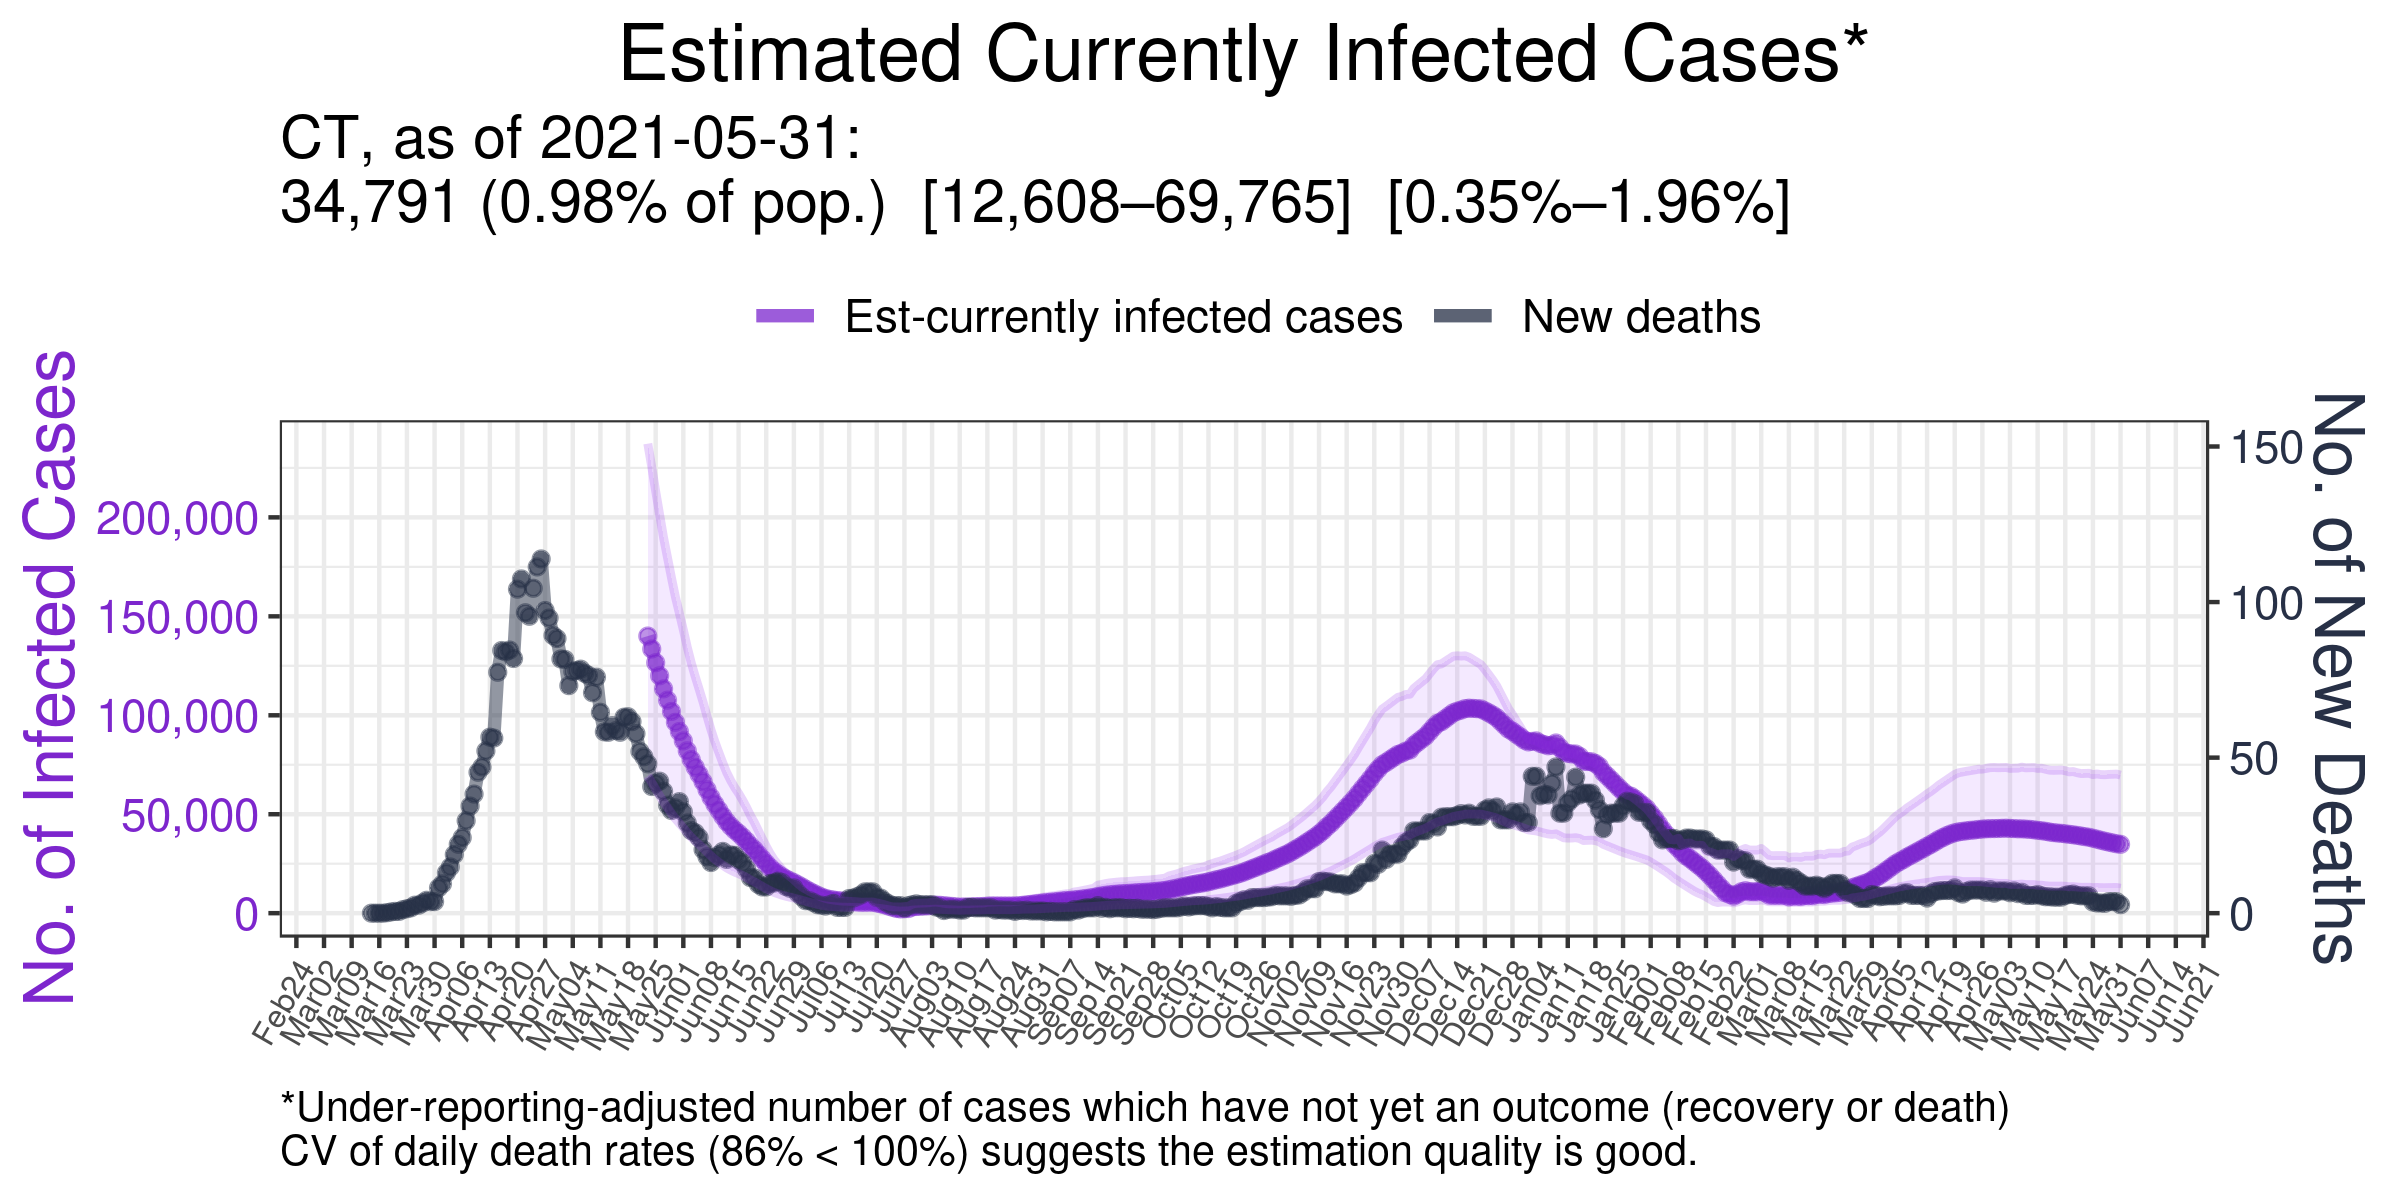 Estimated Currently Infected Cases*
CT, as of 2021-05-31:
34,791 (0.98% of pop.) [12,608–69,765] [0.35%–1.96%]
Est-currently infected cases New deaths
No. of Infected Cases
200,000
150,000
100,000
50,000
0
150
100
50
0
No. of New Deaths
Feb24 Mar02 Mar09 Mar16 Mar23 Mar30 Apr06 Apr13 Apr20 Apr27 May04 May11 May18 May25 Jun01 Jun08 Jun15 Jun22 Jun29 Jul06 Jul13 Jul20 Jul27 Aug03 Aug10 Aug17 Aug24 Aug31 Sep07 Sep14 Sep21 Sep28 Oct05 Oct12 Oct19 Oct26 Nov02 Nov09 Nov16 Nov23 Nov30 Dec07 Dec14 Dec21 Dec28 Jan04 Jan11 Jan18 Jan25 Feb01 Feb08 Feb15 Feb22 Mar01 Mar08 Mar15 Mar22 Mar29 Apr05 Apr12 Apr19 Apr26 May03 May10 May17 May24 May31 Jun07 Jun14 Jun21
*Under-reporting-adjusted number of cases which have not yet an outcome (recovery or death)
CV of daily death rates (86% < 100%) suggests the estimation quality is good.